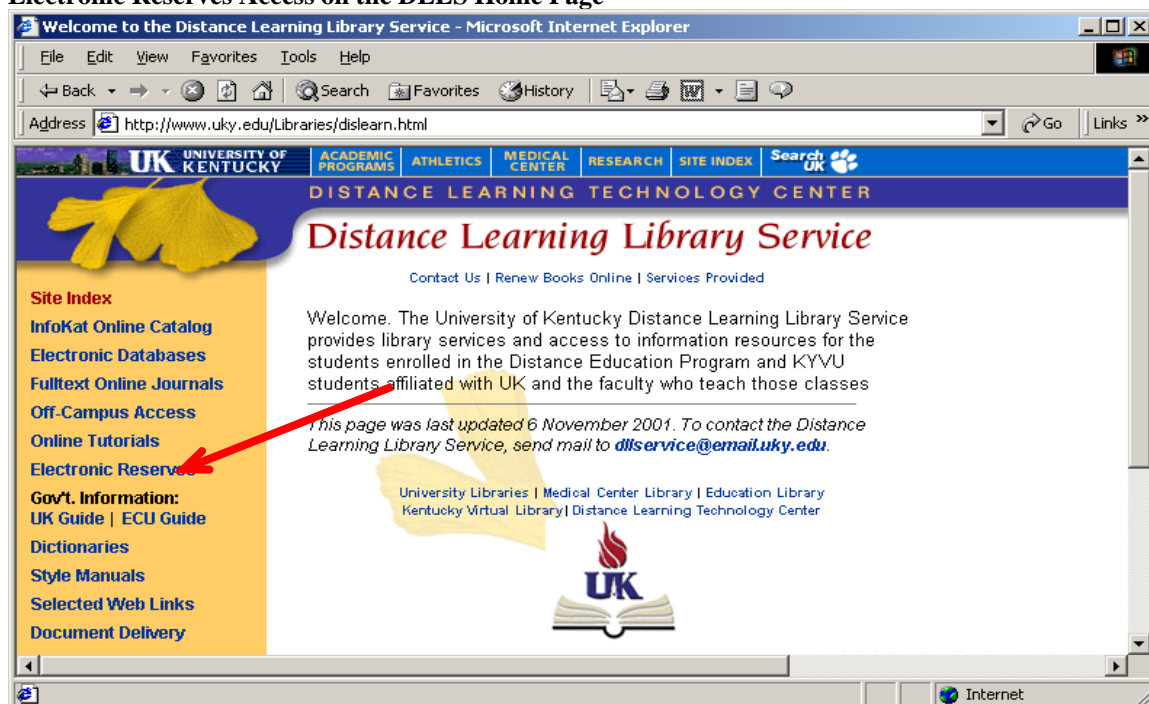 Electronic Reserves Access on the DLLS Home Page
Welcome to the Distance Learning Library Service - Microsoft Internet Explorer
File Edit View Favorites Tools Help
Back Search Favorites History
Address http://www.uky.edu/Libraries/dislearn.html Go Links »
UK UNIVERSITY OF KENTUCKY ACADEMIC PROGRAMS ATHLETICS MEDICAL CENTER RESEARCH SITE INDEX Search UK
DISTANCE LEARNING TECHNOLOGY CENTER
Distance Learning Library Service
Contact Us | Renew Books Online | Services Provided
Site Index
InfoKat Online Catalog
Electronic Databases
Fulltext Online Journals
Off-Campus Access
Online Tutorials
Electronic Reserves
Gov't. Information:
UK Guide | ECU Guide
Dictionaries
Style Manuals
Selected Web Links
Document Delivery
Welcome. The University of Kentucky Distance Learning Library Service
provides library services and access to information resources for the
students enrolled in the Distance Education Program and KYVU
students affiliated with UK and the faculty who teach those classes
This page was last updated 6 November 2001. To contact the Distance
Learning Library Service, send mail to dllservice@email.uky.edu.
University Libraries | Medical Center Library | Education Library
Kentucky Virtual Library | Distance Learning Technology Center
UK
Internet